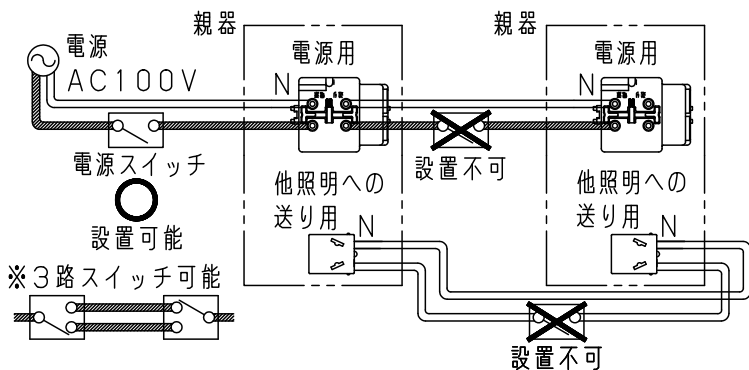 親器
親器
電源
AC100V
電源用
N
電源用
N
電源スイッチ
設置可能
設置不可
他照明への
送り用
N
他照明への
送り用
N
※3路スイッチ可能
設置不可